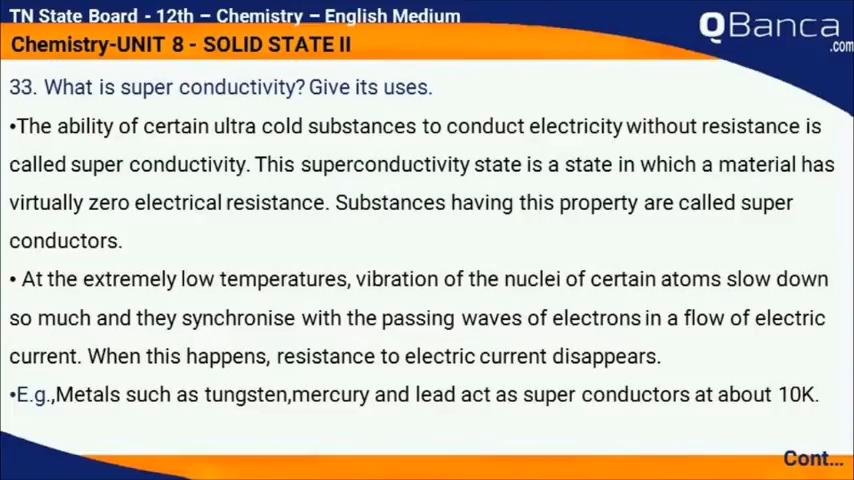 TN State Board - 12th – Chemistry – English Medium
Chemistry-UNIT 8 - SOLID STATE II
QBanca
.com
33. What is super conductivity? Give its uses.
•The ability of certain ultra cold substances to conduct electricity without resistance is
called super conductivity. This superconductivity state is a state in which a material has
virtually zero electrical resistance. Substances having this property are called super
conductors.
• At the extremely low temperatures, vibration of the nuclei of certain atoms slow down
so much and they synchronise with the passing waves of electrons in a flow of electric
current. When this happens, resistance to electric current disappears.
•E.g.,Metals such as tungsten,mercury and lead act as super conductors at about 10K.
Cont...